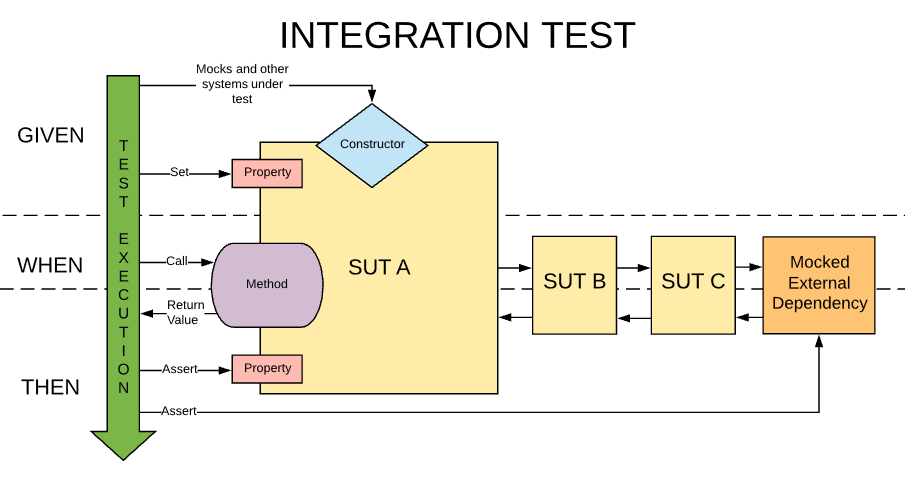 INTEGRATION TEST
Mocks and other
systems under
test
GIVEN
Constructor
Set
Property
TEST EXECUTION
WHEN
Call
Method
SUT A
SUT B
SUT C
Mocked
External
Dependency
Return
Value
THEN
Assert
Property
Assert